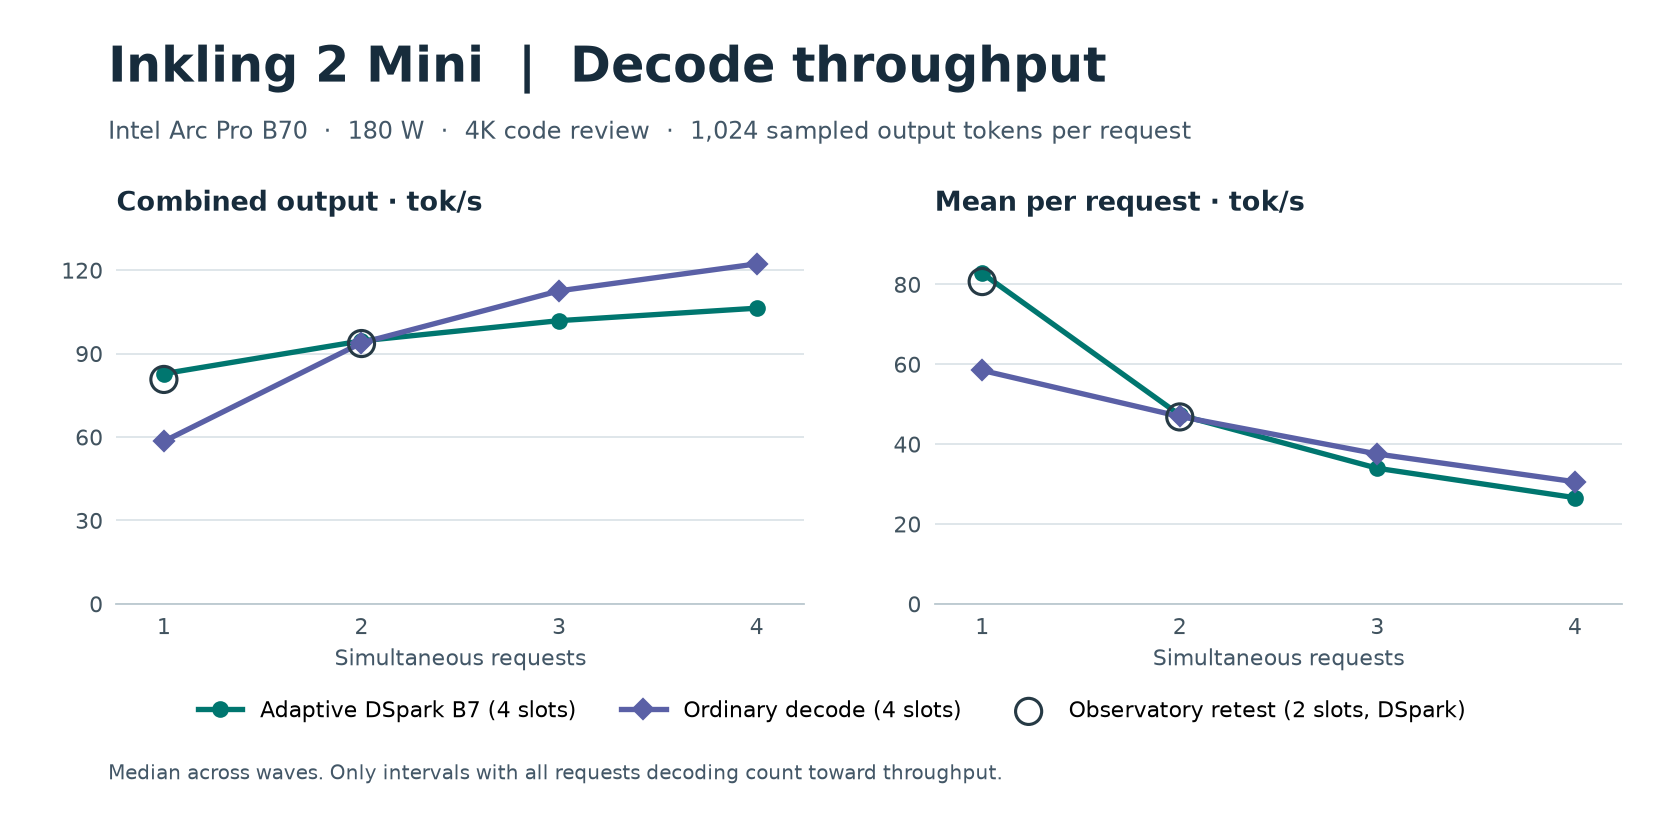 Inkling 2 Mini | Decode throughput
Intel Arc Pro B70 · 180 W · 4K code review · 1,024 sampled output tokens per request
Combined output · tok/s
120
90
60
30
0
1 2 3 4
Simultaneous requests
Mean per request · tok/s
80
60
40
20
0
1 2 3 4
Simultaneous requests
Adaptive DSpark B7 (4 slots) Ordinary decode (4 slots) Observatory retest (2 slots, DSpark)
Median across waves. Only intervals with all requests decoding count toward throughput.